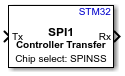 STM32
SPI1
Tx Rx
Controller Transfer
Chip select: SPINSS